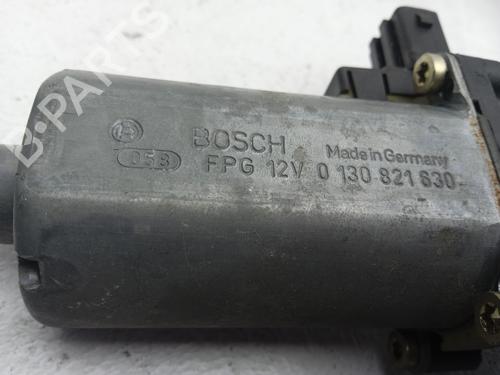 B-PARTS
BOSCH
Made in Germany
058 FPG 12V 0 130 821 630